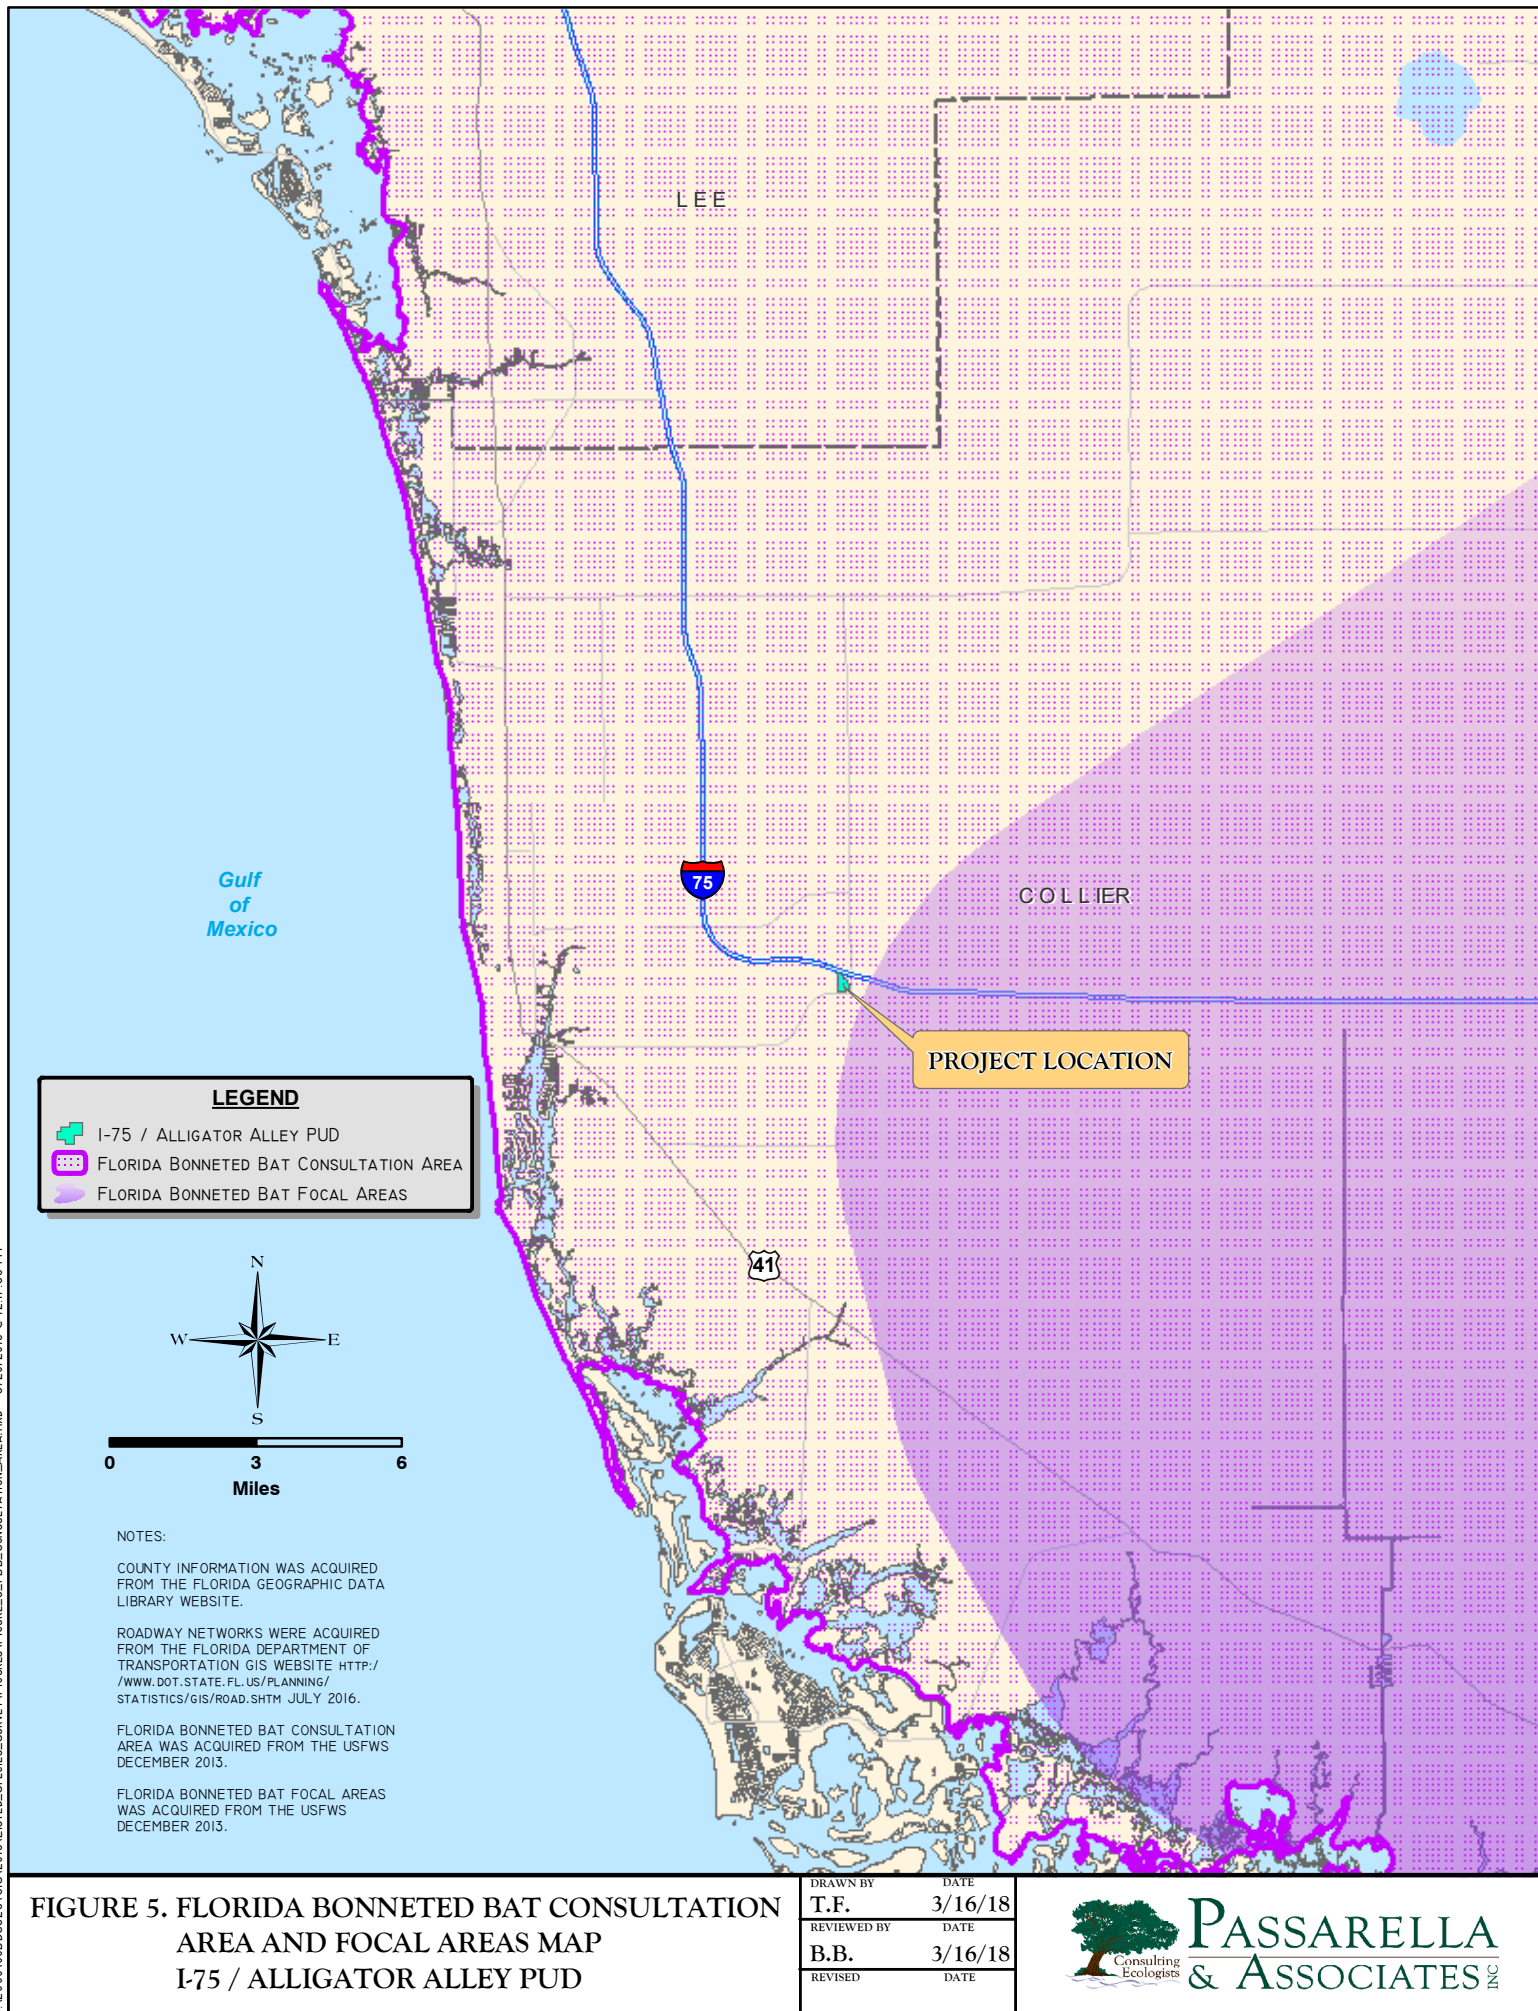 LEE
COLLIER
75
Gulf
of
Mexico
PROJECT LOCATION
LEGEND
I-75 / ALLIGATOR ALLEY PUD
FLORIDA BONNETED BAT CONSULTATION AREA
FLORIDA BONNETED BAT FOCAL AREAS
41
N
W
E
S
0 3 6
Miles
NOTES:
COUNTY INFORMATION WAS ACQUIRED
FROM THE FLORIDA GEOGRAPHIC DATA
LIBRARY WEBSITE.
ROADWAY NETWORKS WERE ACQUIRED
FROM THE FLORIDA DEPARTMENT OF
TRANSPORTATION GIS WEBSITE HTTP:/
/WWW.DOT.STATE.FL.US/PLANNING/
STATISTICS/GIS/ROAD.SHTM JULY 2016.
FLORIDA BONNETED BAT CONSULTATION
AREA WAS ACQUIRED FROM THE USFWS
DECEMBER 2013.
FLORIDA BONNETED BAT FOCAL AREAS
WAS ACQUIRED FROM THE USFWS
DECEMBER 2013.
FIGURE 5. FLORIDA BONNETED BAT CONSULTATION
AREA AND FOCAL AREAS MAP
I-75 / ALLIGATOR ALLEY PUD
DRAWN BY DATE
T.F. 3/16/18
REVIEWED BY DATE
B.B. 3/16/18
REVISED DATE
Consulting
Ecologists
PASSARELLA
& ASSOCIATES INC